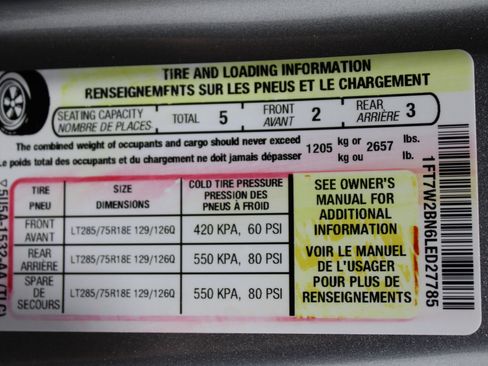 TIRE AND LOADING INFORMATION
RENSEIGNEMENTS SUR LES PNEUS ET LE CHARGEMENT
SEATING CAPACITY
NOMBRE DE PLACES
TOTAL 5
FRONT
AVANT 2
REAR
ARRIÈRE 3
The combined weight of occupants and cargo should never exceed 1205 kg or 2657 lbs.
Le poids total des occupants et du chargement ne doit jamais dépasser kg ou lb.
TIRE
PNEU
SIZE
DIMENSIONS
COLD TIRE PRESSURE
PRESSION DES
PNEUS À FROID
FRONT
AVANT
LT285/75R18E 129/126Q
420 KPA, 60 PSI
REAR
ARRIÈRE
LT285/75R18E 129/126Q
550 KPA, 80 PSI
SPARE
DE
SECOURS
LT285/75R18E 129/126Q
550 KPA, 80 PSI
SEE OWNER'S
MANUAL FOR
ADDITIONAL
INFORMATION
VOIR LE MANUEL
DE L'USAGER
POUR PLUS DE
RENSEIGNEMENTS
1FT7W2BN6LED27785